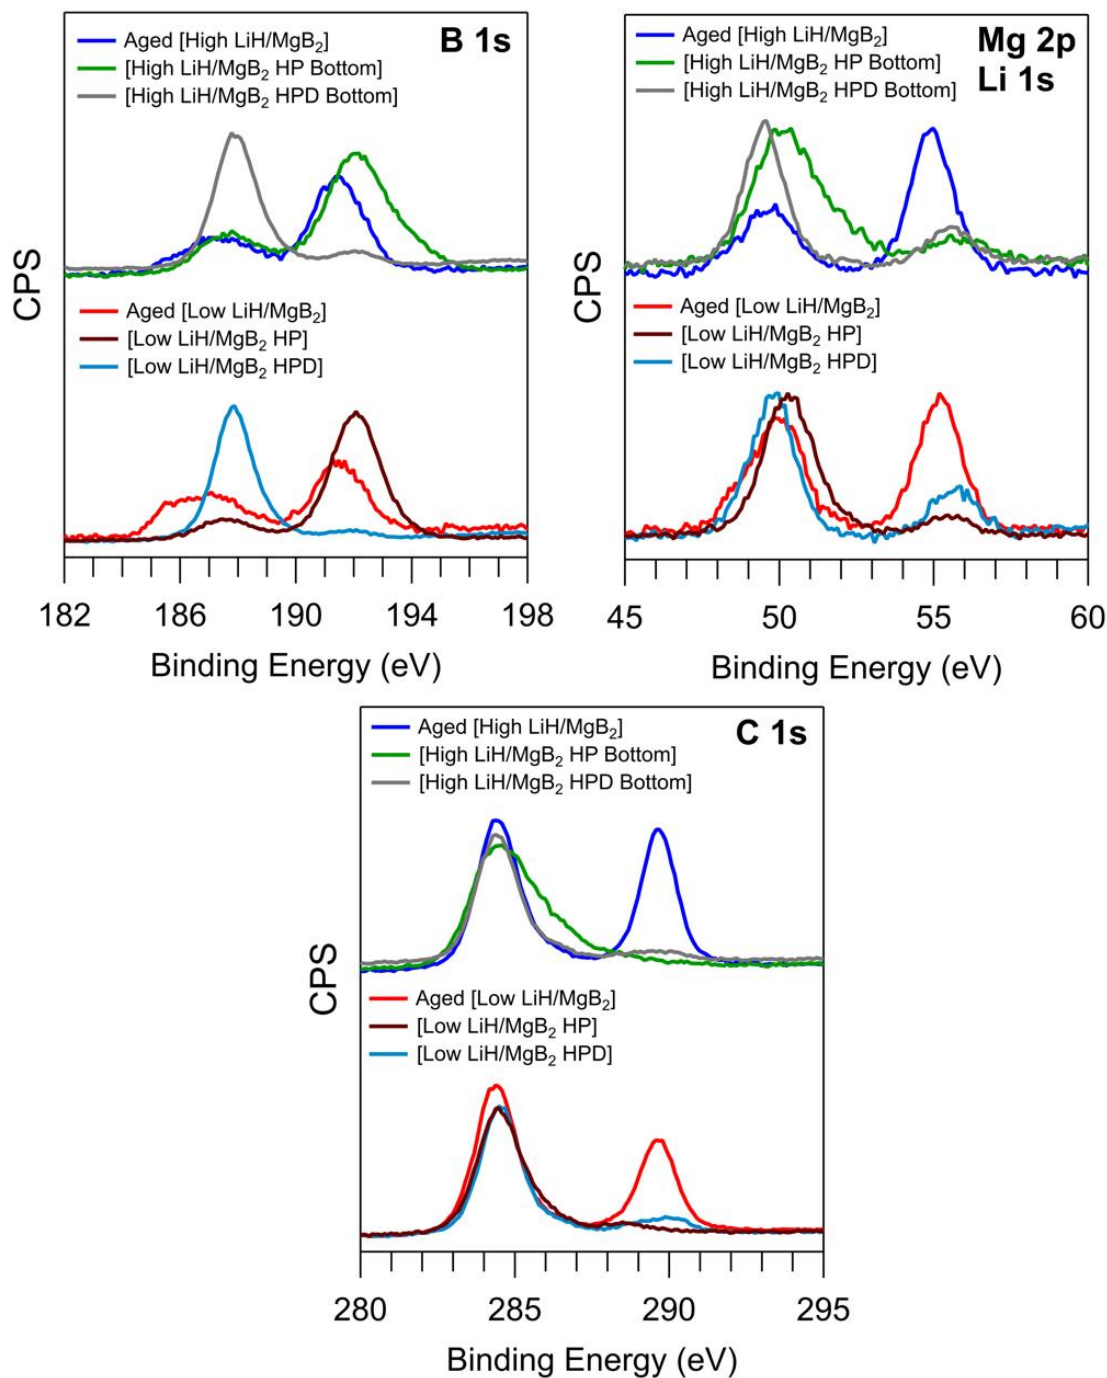 B 1s
Aged [High LiH/MgB2]
[High LiH/MgB2 HP Bottom]
[High LiH/MgB2 HPD Bottom]
Aged [Low LiH/MgB2]
[Low LiH/MgB2 HP]
[Low LiH/MgB2 HPD]
CPS
182 186 190 194 198
Binding Energy (eV)
Mg 2p
Li 1s
Aged [High LiH/MgB2]
[High LiH/MgB2 HP Bottom]
[High LiH/MgB2 HPD Bottom]
Aged [Low LiH/MgB2]
[Low LiH/MgB2 HP]
[Low LiH/MgB2 HPD]
CPS
45 50 55 60
Binding Energy (eV)
C 1s
Aged [High LiH/MgB2]
[High LiH/MgB2 HP Bottom]
[High LiH/MgB2 HPD Bottom]
Aged [Low LiH/MgB2]
[Low LiH/MgB2 HP]
[Low LiH/MgB2 HPD]
CPS
280 285 290 295
Binding Energy (eV)